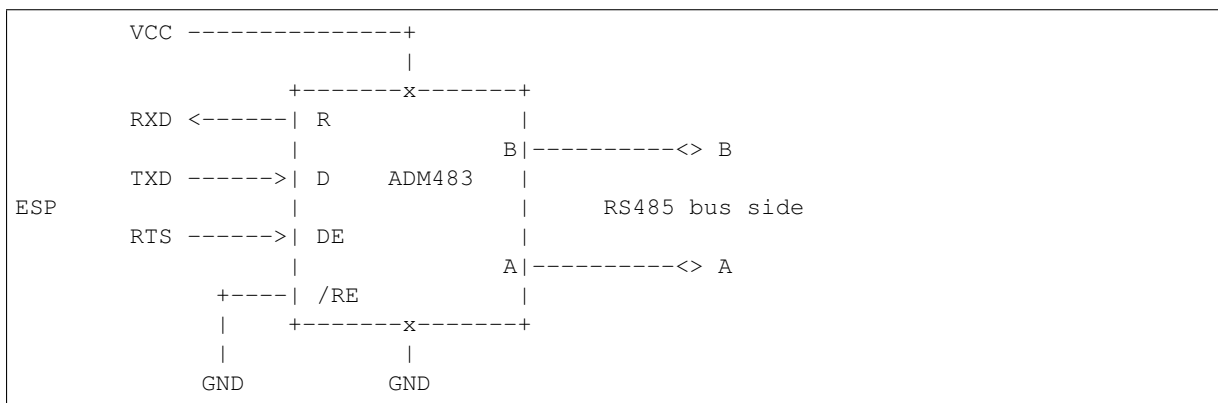 VCC ---------------+
|
+-------x-------+
RXD <------| R |
| B|----------<> B
TXD ------>| D ADM483 |
ESP | | RS485 bus side
RTS ------>| DE |
| A|----------<> A
+----| /RE |
| +-------x-------+
| |
GND GND